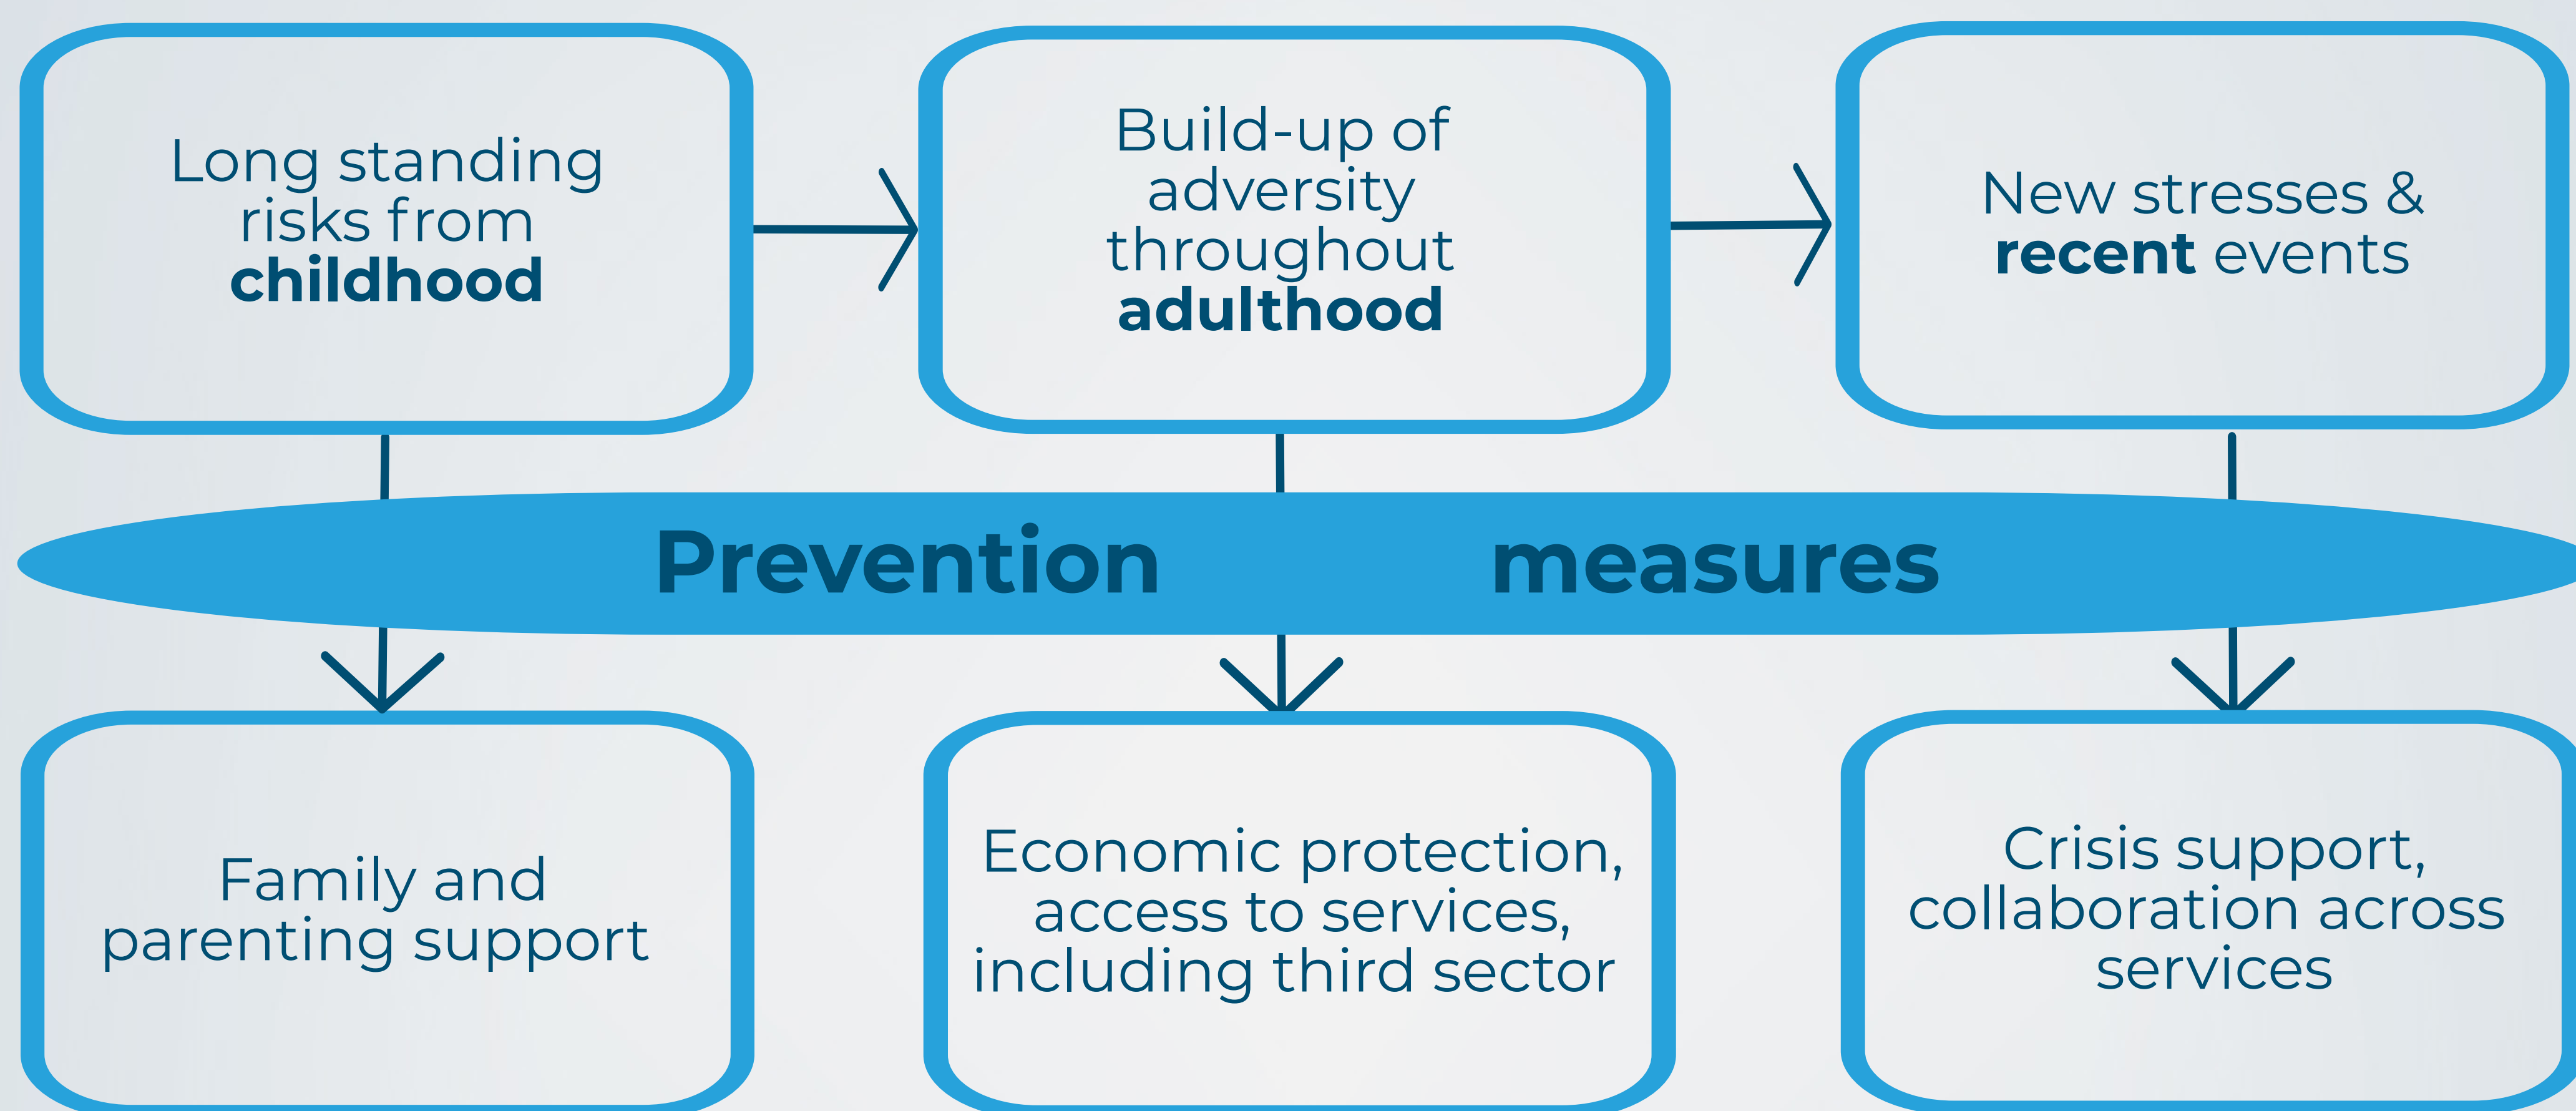 Long standing
risks from
childhood
Build-up of
adversity
throughout
adulthood
New stresses &
recent events
Prevention measures
Family and
parenting support
Economic protection,
access to services,
including third sector
Crisis support,
collaboration across
services